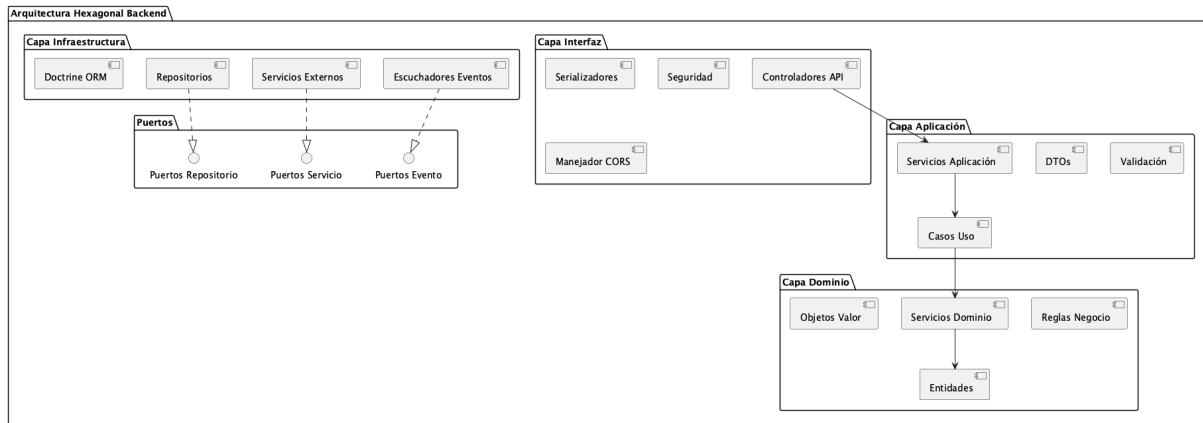 Arquitectura Hexagonal Backend
Capa Infraestructura
Doctrine ORM
Repositorios
Servicios Externos
Escuchadores Eventos
Puertos
Puertos Repositorio
Puertos Servicio
Puertos Evento
Capa Interfaz
Serializadores
Seguridad
Controladores API
Manejador CORS
Capa Aplicación
Servicios Aplicación
DTOs
Validación
Casos Uso
Capa Dominio
Objetos Valor
Servicios Dominio
Reglas Negocio
Entidades